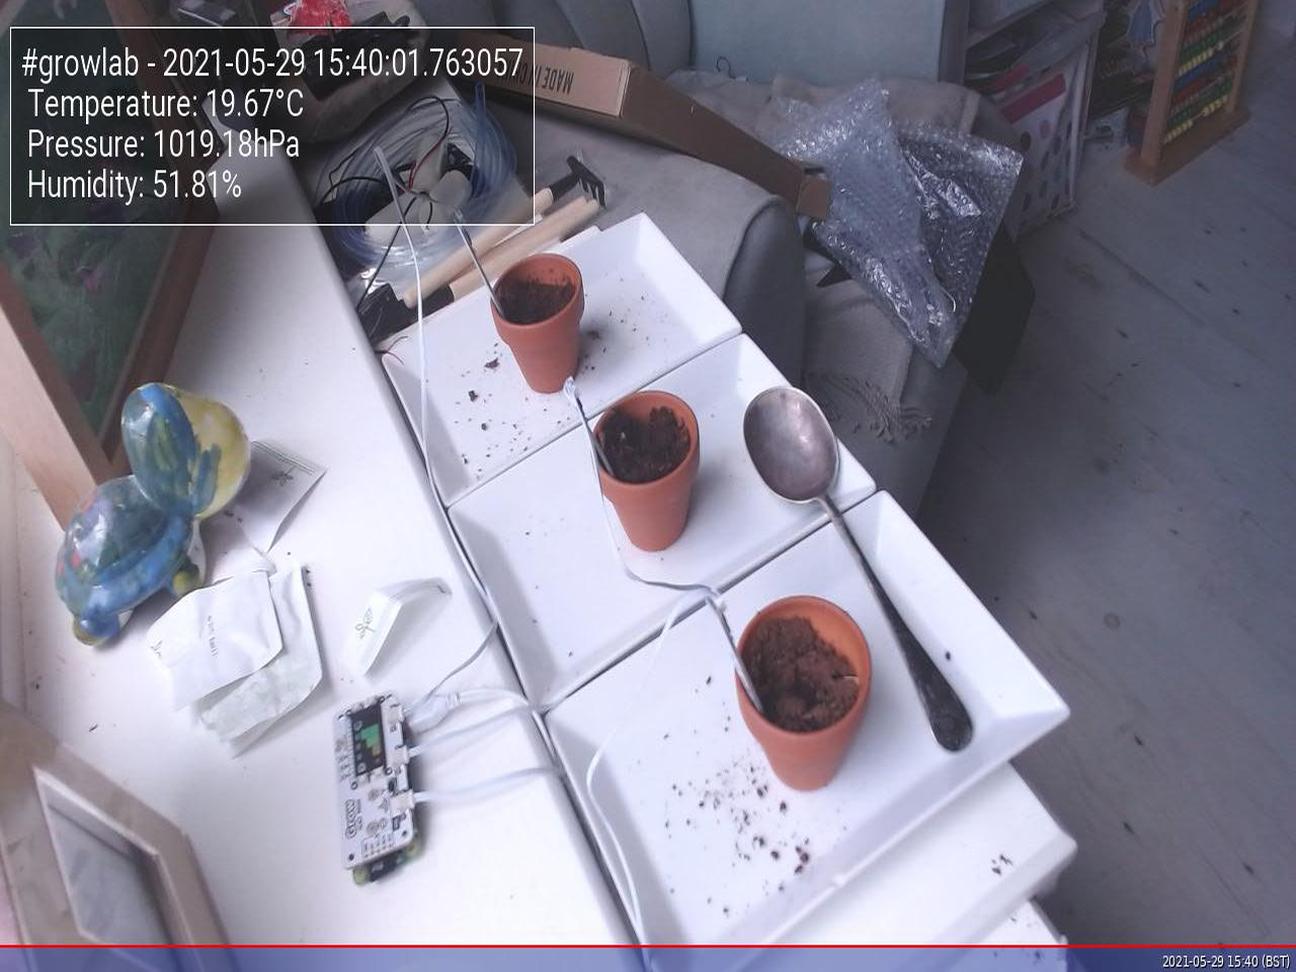 #growlab - 2021-05-29 15:40:01.763057
Temperature: 19.67°C
Pressure: 1019.18hPa
Humidity: 51.81%
MADE IN
2021-05-29 15:40 (BST)